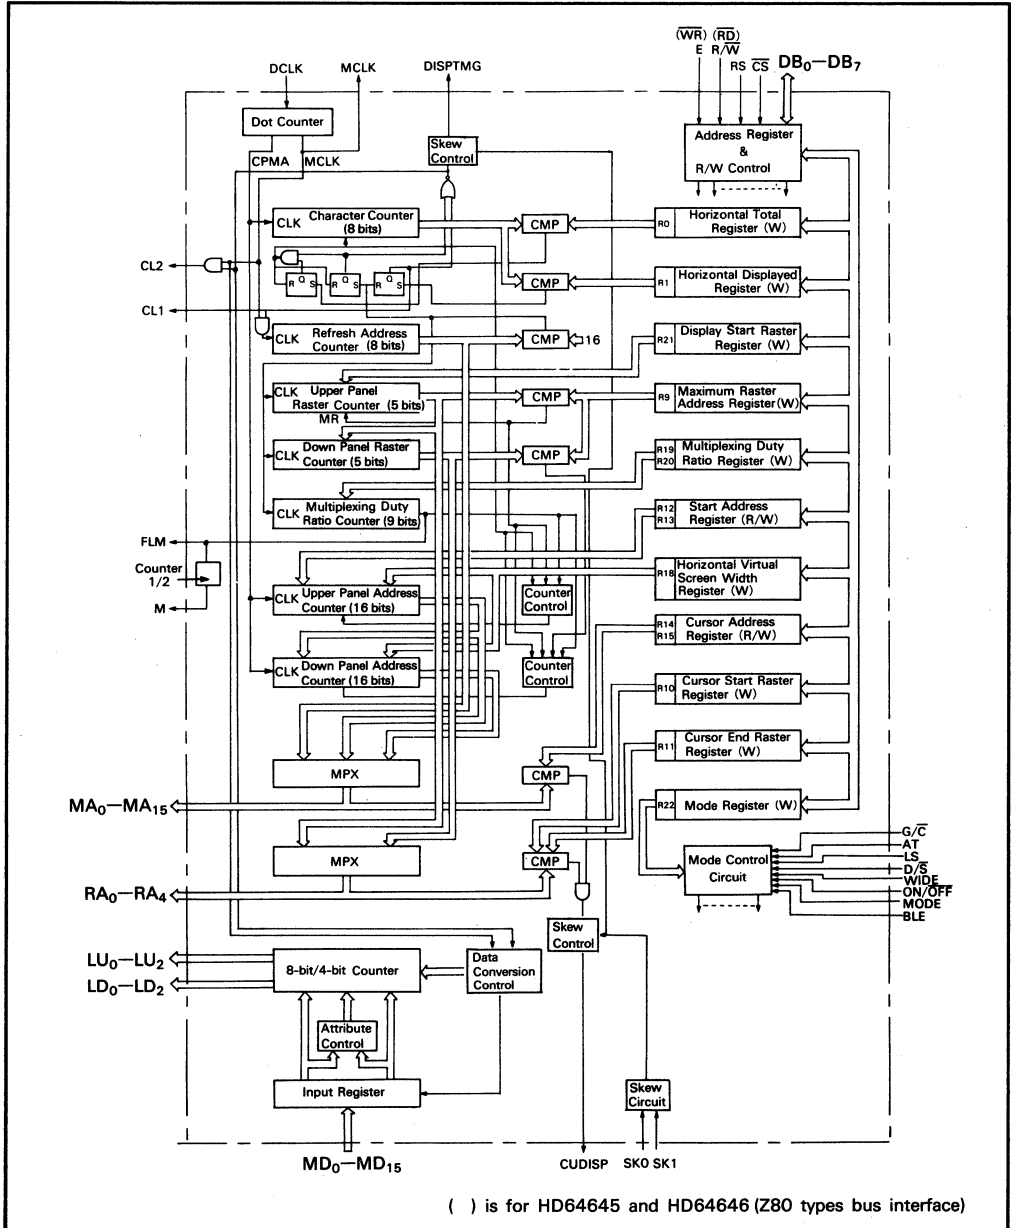 (W̅R̅) (R̅D̅)
E R/W̅
RS C̅S̅ DB₀—DB₇
DCLK MCLK DISPTMG
Dot Counter
CPMA MCLK
Skew
Control
Address Register
&
R/W Control
CLK Character Counter
(8 bits)
CMP
R0 Horizontal Total
Register (W)
CL2
R Q S
R Q S
R Q S
CMP
R1 Horizontal Displayed
Register (W)
CL1
CLK Refresh Address
Counter (8 bits)
CMP
16
R21 Display Start Raster
Register (W)
CLK Upper Panel
Raster Counter (5 bits)
MR
CMP
R9 Maximum Raster
Address Register(W)
CLK Down Panel Raster
Counter (5 bits)
CMP
R19
R20
Multiplexing Duty
Ratio Register (W)
CLK Multiplexing Duty
Ratio Counter (9 bits)
R12
R13
Start Address
Register (R/W)
FLM
Counter
1/2
M
CLK Upper Panel Address
Counter (16 bits)
Counter
Control
R18 Horizontal Virtual
Screen Width
Register (W)
R14
R15
Cursor Address
Register (R/W)
CLK Down Panel Address
Counter (16 bits)
Counter
Control
R10 Cursor Start Raster
Register (W)
R11 Cursor End Raster
Register (W)
MPX
CMP
MA₀—MA₁₅
R22 Mode Register (W)
MPX
CMP
RA₀—RA₄
Mode Control
Circuit
G/C̅
AT
LS
D/S̅
WIDE
ON/O̅F̅F̅
MODE
BLE
Skew
Control
LU₀—LU₂
LD₀—LD₂
8-bit/4-bit Counter
Data
Conversion
Control
Attribute
Control
Input Register
Skew
Circuit
MD₀—MD₁₅
CUDISP SK0 SK1
( ) is for HD64645 and HD64646 (Z80 types bus interface)